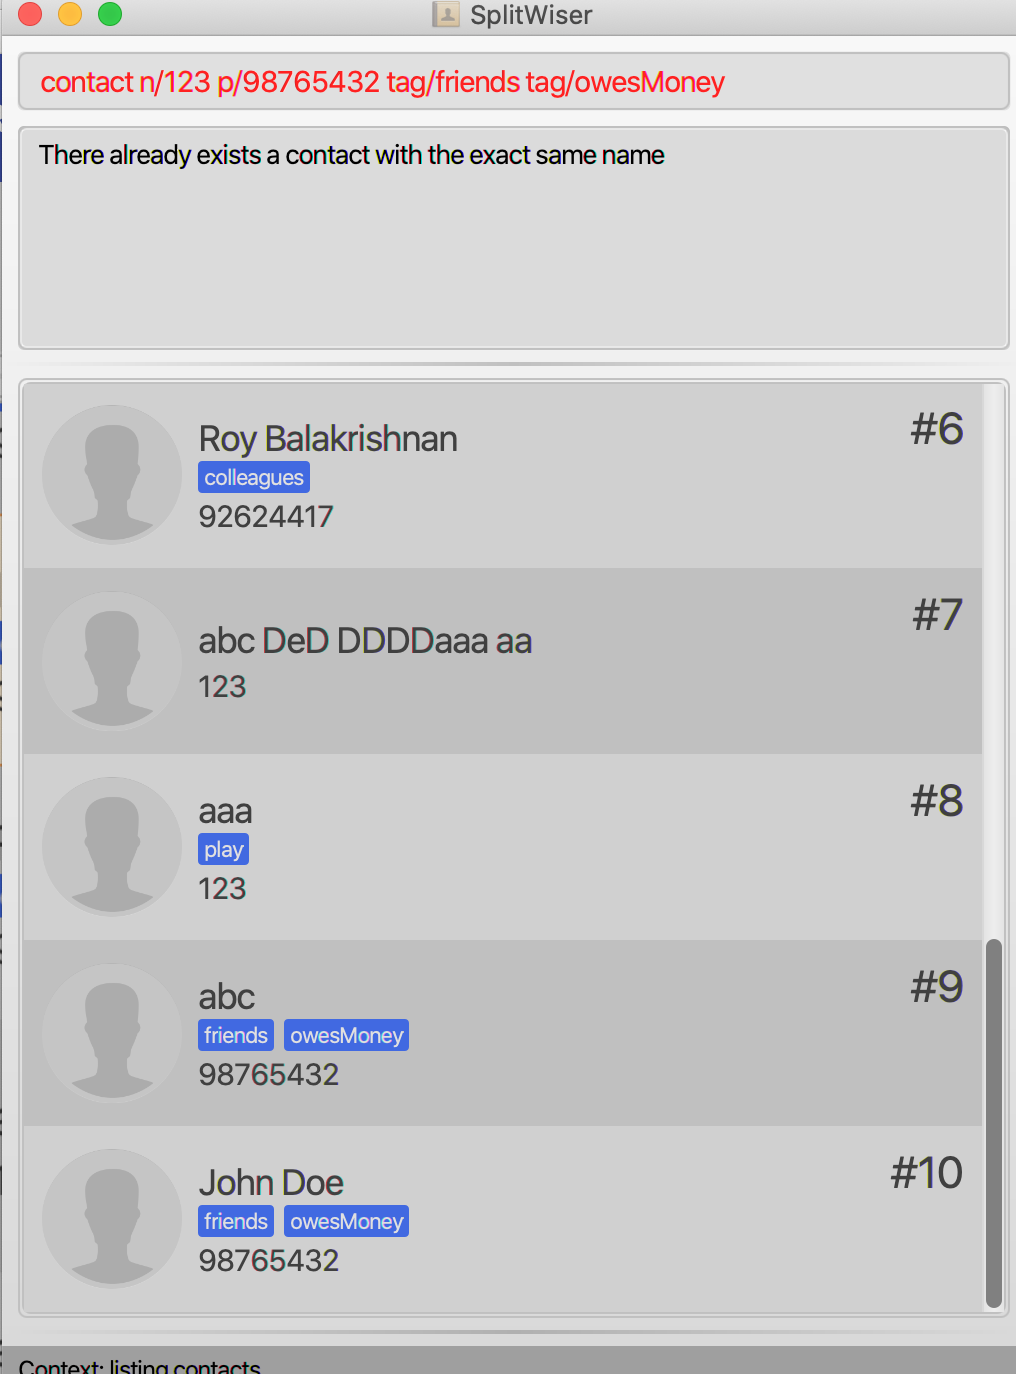 SplitWiser
contact n/123 p/98765432 tag/friends tag/owesMoney
There already exists a contact with the exact same name
Roy Balakrishnan #6
colleagues
92624417
abc DeD DDDDaaa aa #7
123
aaa #8
play
123
abc #9
friends owesMoney
98765432
John Doe #10
friends owesMoney
98765432
Context: listing contacts